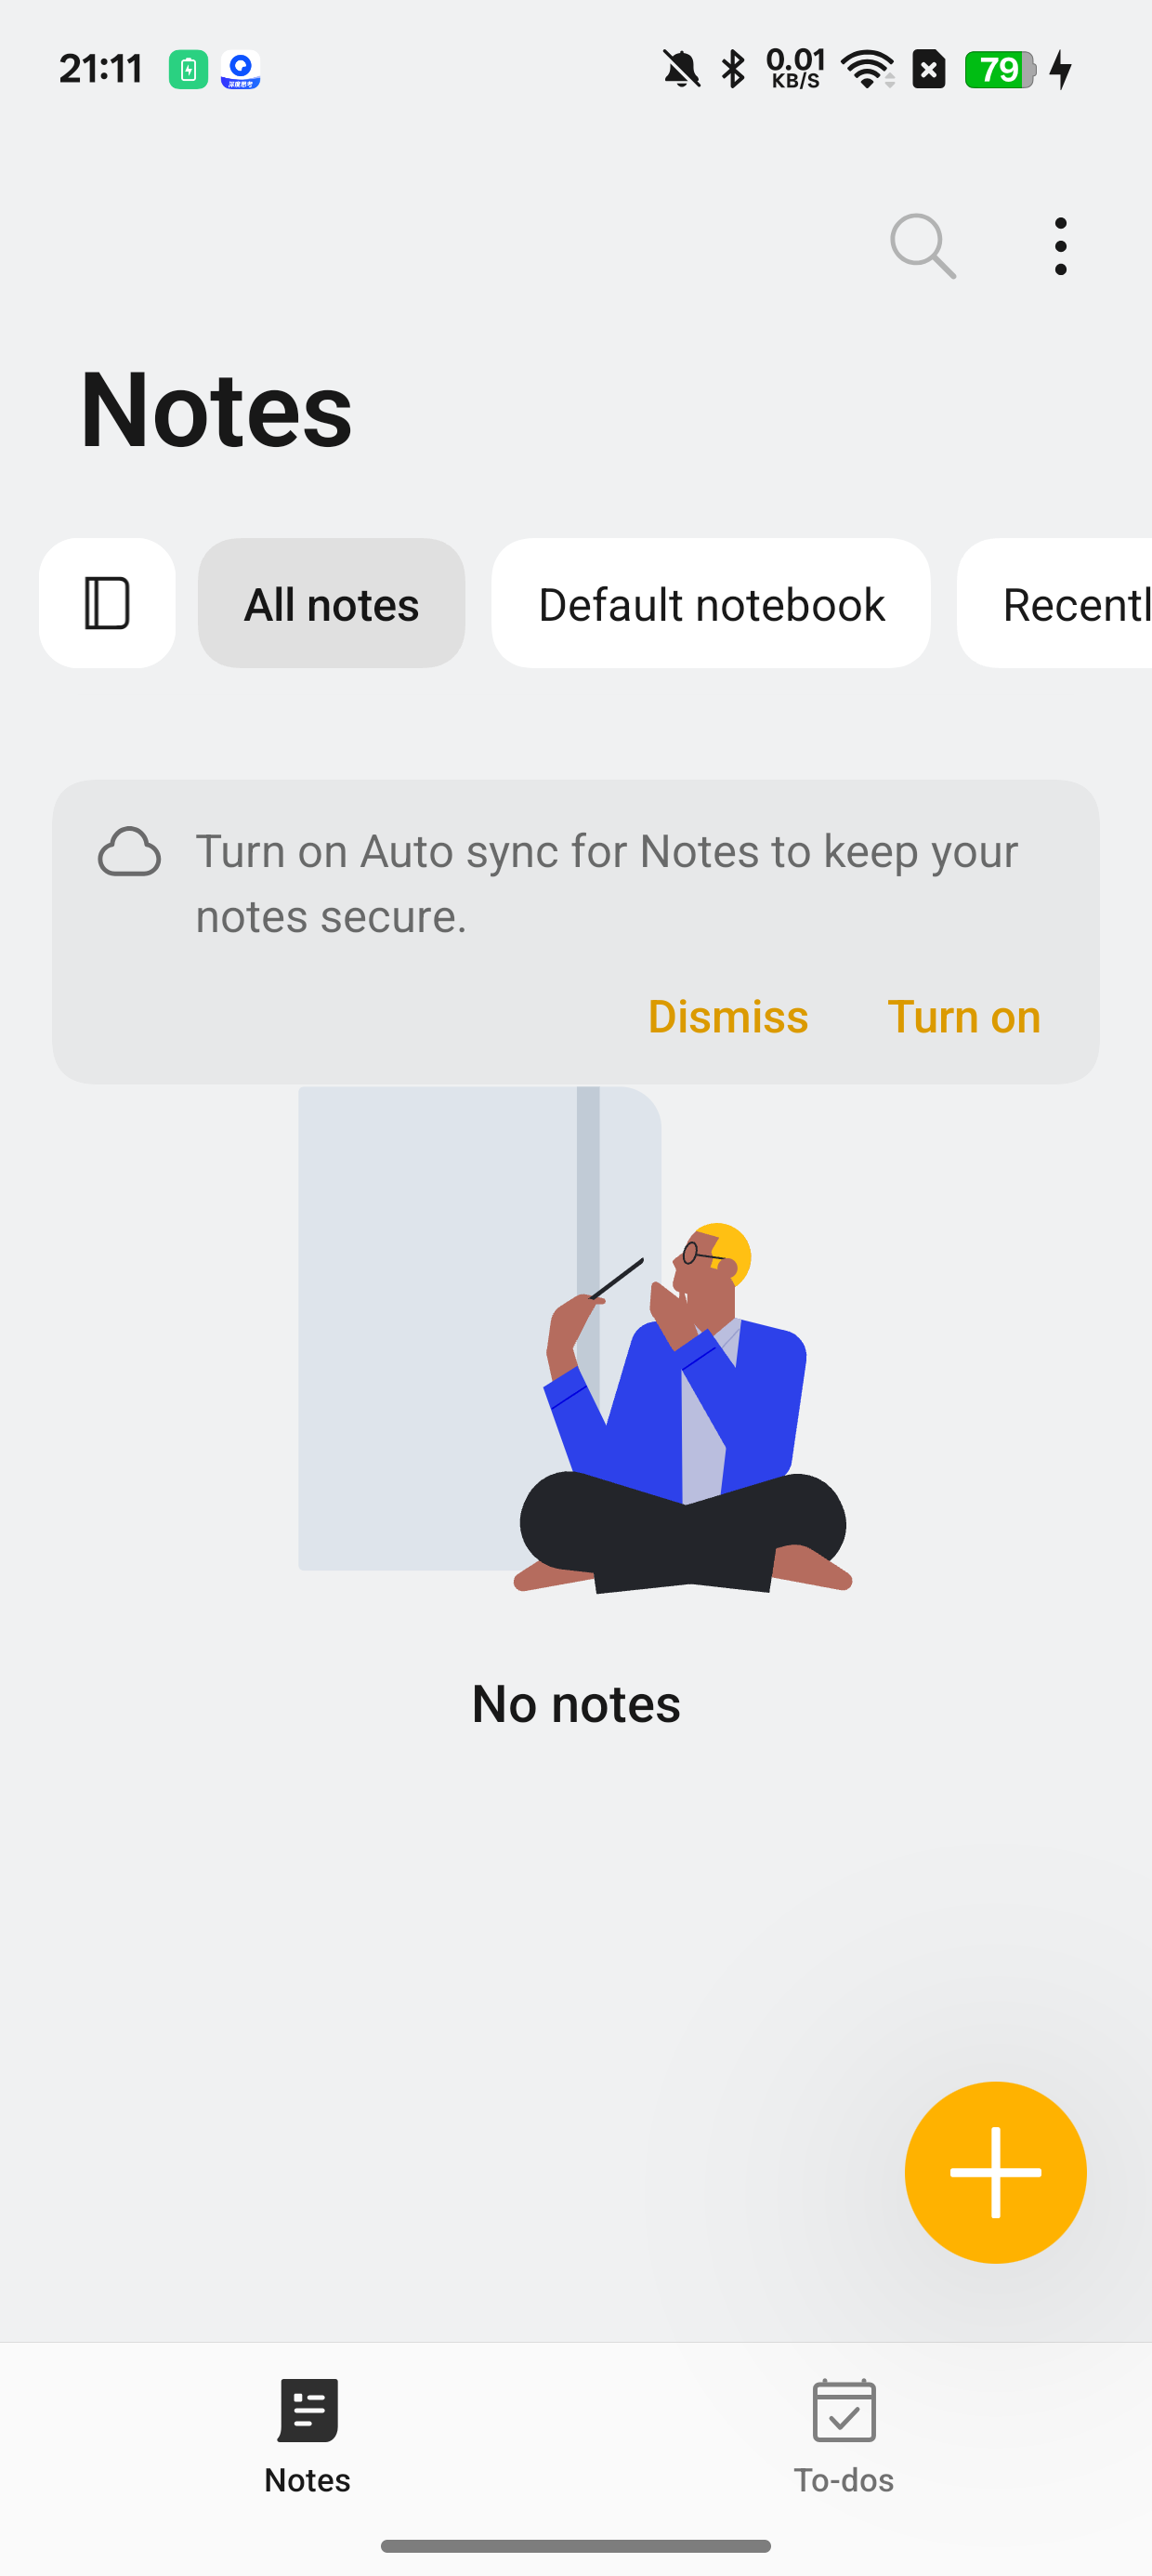 21:11
0.01
KB/S
79
Notes
All notes
Default notebook
Recentl
Turn on Auto sync for Notes to keep your
notes secure.
Dismiss
Turn on
No notes
Notes
To-dos